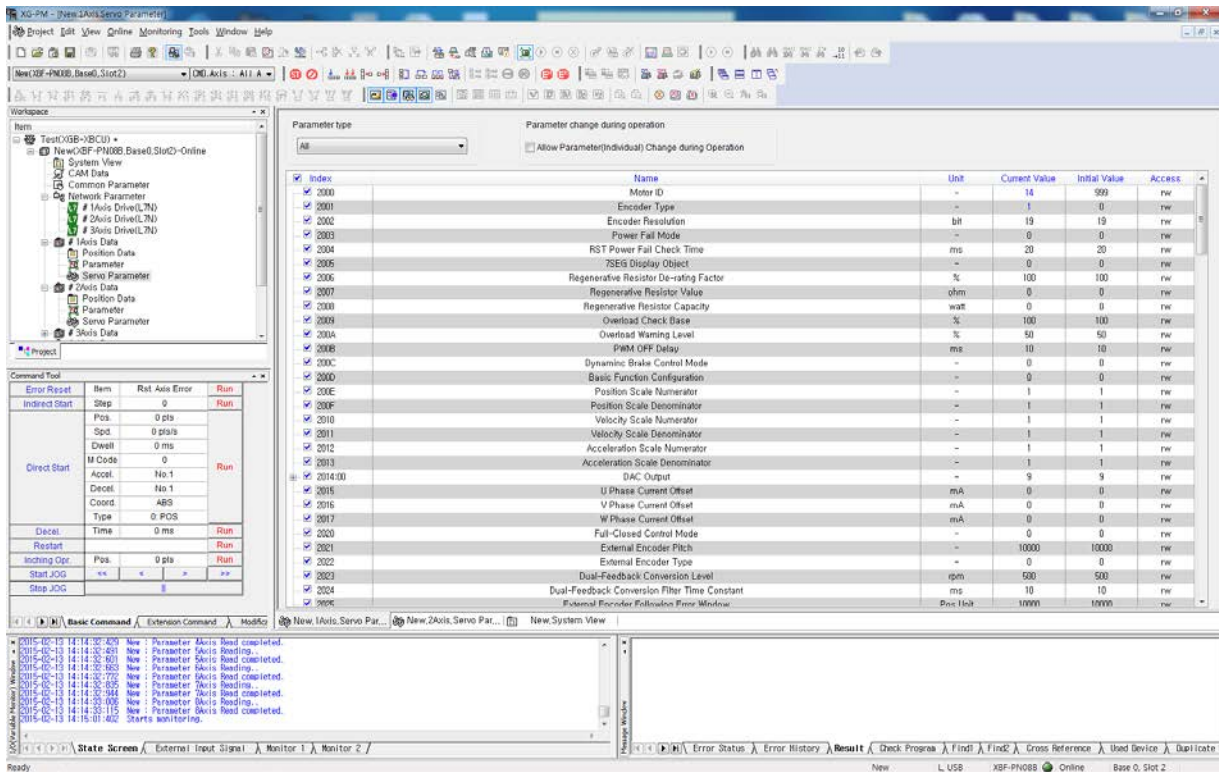 XG-PM - [New,1Axis,Servo Parameter]
Project Edit View Online Monitoring Tools Window Help
New(XBF-PN08B,Base0,Slot2) CMD.Axis : All A
Workspace
Item
Test(XGB-XBCU) *
New(XBF-PN08B,Base0,Slot2)-Online
System View
CAM Data
Common Parameter
Network Parameter
# 1Axis Drive(L7N)
# 2Axis Drive(L7N)
# 3Axis Drive(L7N)
# 1Axis Data
Position Data
Parameter
Servo Parameter
# 2Axis Data
Position Data
Parameter
Servo Parameter
# 3Axis Data
Project
Command Tool
Error Reset Item Rst Axis Error Run
Indirect Start Step 0 Run
Direct Start Run
Pos. 0 pls
Spd. 0 pls/s
Dwell 0 ms
M Code 0
Accel. No.1
Decel. No.1
Coord. ABS
Type 0: POS
Decel. Time 0 ms Run
Restart Run
Inching Opr. Pos. 0 pls Run
Start JOG << < > >>
Stop JOG ||
Basic Command Extension Command Modific
Parameter type
All
Parameter change during operation
Allow Parameter(Individual) Change during Operation
Index Name Unit Current Value Initial Value Access
2000 Motor ID - 14 999 rw
2001 Encoder Type - 1 0 rw
2002 Encoder Resolution bit 19 19 rw
2003 Power Fail Mode - 0 0 rw
2004 RST Power Fail Check Time ms 20 20 rw
2005 7SEG Display Object - 0 0 rw
2006 Regenerative Resistor De-rating Factor % 100 100 rw
2007 Regenerative Resistor Value ohm 0 0 rw
2008 Regenerative Resistor Capacity watt 0 0 rw
2009 Overload Check Base % 100 100 rw
200A Overload Warning Level % 50 50 rw
200B PWM OFF Delay ms 10 10 rw
200C Dynaminc Brake Control Mode - 0 0 rw
200D Basic Function Configuration - 0 0 rw
200E Position Scale Numerator - 1 1 rw
200F Position Scale Denominator - 1 1 rw
2010 Velocity Scale Numerator - 1 1 rw
2011 Velocity Scale Denominator - 1 1 rw
2012 Acceleration Scale Numerator - 1 1 rw
2013 Acceleration Scale Denominator - 1 1 rw
2014:00 DAC Output - 9 9 rw
2015 U Phase Current Offset mA 0 0 rw
2016 V Phase Current Offset mA 0 0 rw
2017 W Phase Current Offset mA 0 0 rw
2020 Full-Closed Control Mode - 0 0 rw
2021 External Encoder Pitch - 10000 10000 rw
2022 External Encoder Type - 0 0 rw
2023 Dual-Feedback Conversion Level rpm 500 500 rw
2024 Dual-Feedback Conversion Filter Time Constant ms 10 10 rw
2025 External Encoder Following Error Window Pos Unit 10000 10000 rw
New,1Axis,Servo Par... New,2Axis,Servo Par... New,System View
2015-02-13 14:14:32:429 New : Parameter 4Axis Read completed.
2015-02-13 14:14:32:491 New : Parameter 5Axis Reading..
2015-02-13 14:14:32:601 New : Parameter 5Axis Read completed.
2015-02-13 14:14:32:663 New : Parameter 6Axis Reading..
2015-02-13 14:14:32:772 New : Parameter 6Axis Read completed.
2015-02-13 14:14:32:835 New : Parameter 7Axis Reading..
2015-02-13 14:14:32:944 New : Parameter 7Axis Read completed.
2015-02-13 14:14:33:006 New : Parameter 8Axis Reading..
2015-02-13 14:14:33:115 New : Parameter 8Axis Read completed.
2015-02-13 14:15:01:402 Starts monitoring.
State Screen External Input Signal Monitor 1 Monitor 2
Message Window
Error Status Error History Result Check Program Find1 Find2 Cross Reference Used Device Duplicate
Ready New L, USB XBF-PN08B Online Base 0, Slot 2